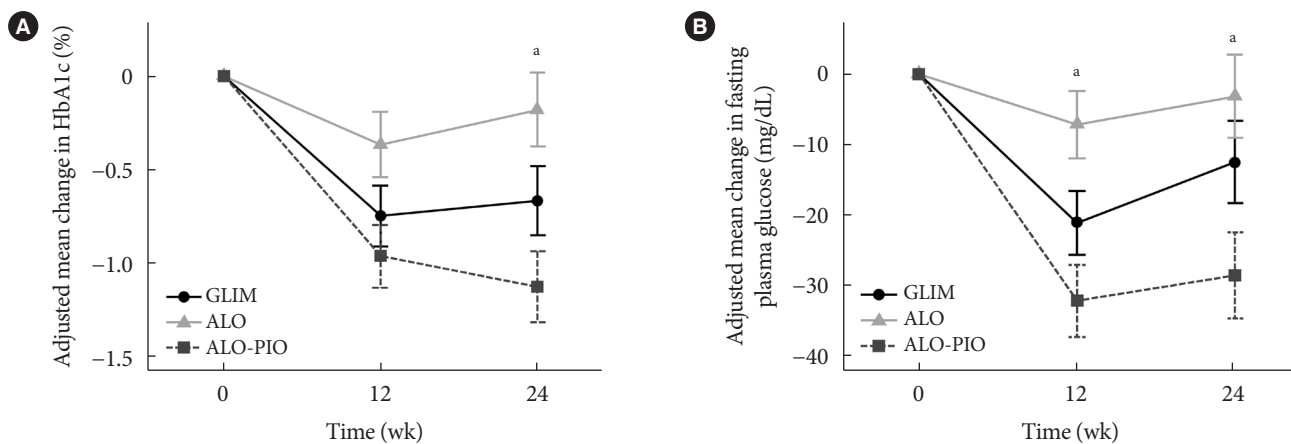 A
Adjusted mean change in HbA1c (%)
0
−0.5
−1.0
−1.5
a
GLIM
ALO
ALO-PIO
0 12 24
Time (wk)
B
Adjusted mean change in fasting
plasma glucose (mg/dL)
0
−10
−20
−30
−40
a
a
GLIM
ALO
ALO-PIO
0 12 24
Time (wk)